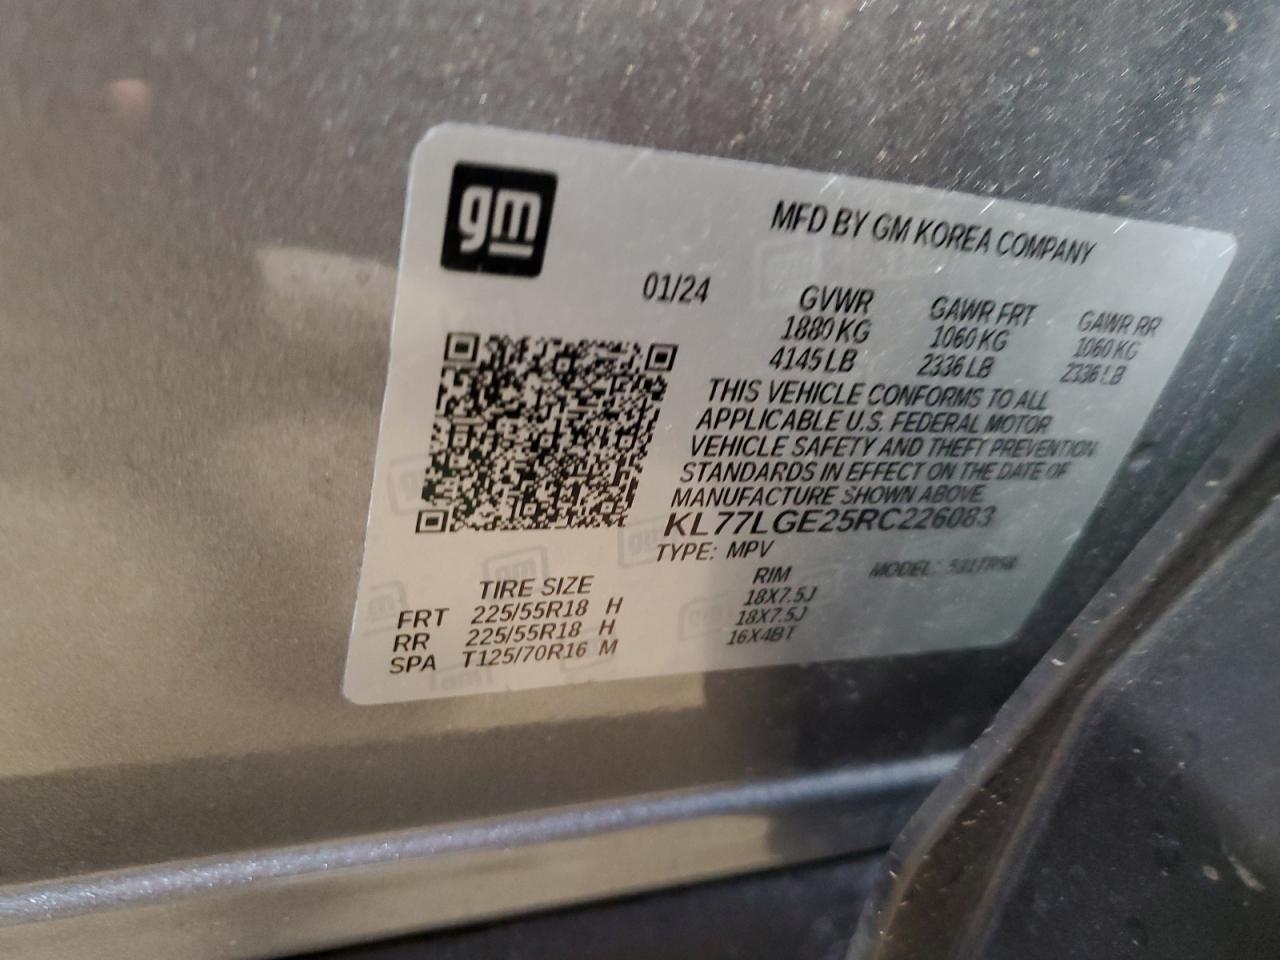 gm
MFD BY GM KOREA COMPANY
01/24
GVWR GAWR FRT GAWR RR
1880 KG 1060 KG 1060 KG
4145 LB 2336 LB 2336 LB
THIS VEHICLE CONFORMS TO ALL
APPLICABLE U.S. FEDERAL MOTOR
VEHICLE SAFETY AND THEFT PREVENTION
STANDARDS IN EFFECT ON THE DATE OF
MANUFACTURE SHOWN ABOVE.
KL77LGE25RC226083
TYPE: MPV
MODEL:
TIRE SIZE RIM
FRT 225/55R18 H 18X7.5J
RR 225/55R18 H 18X7.5J
SPA T125/70R16 M 16X4BT